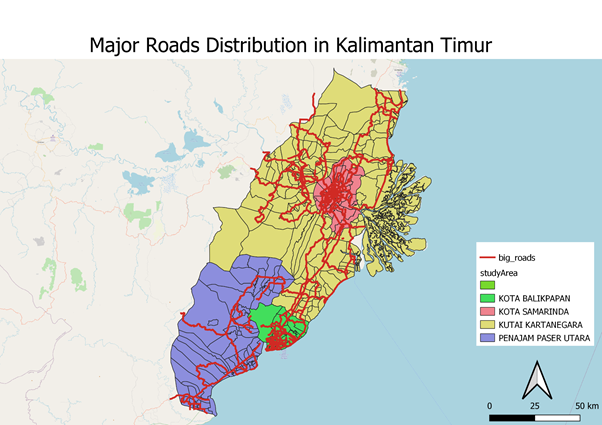 Major Roads Distribution in Kalimantan Timur
big_roads
studyArea
KOTA BALIKPAPAN
KOTA SAMARINDA
KUTAI KARTANEGARA
PENAJAM PASER UTARA
0 25 50 km